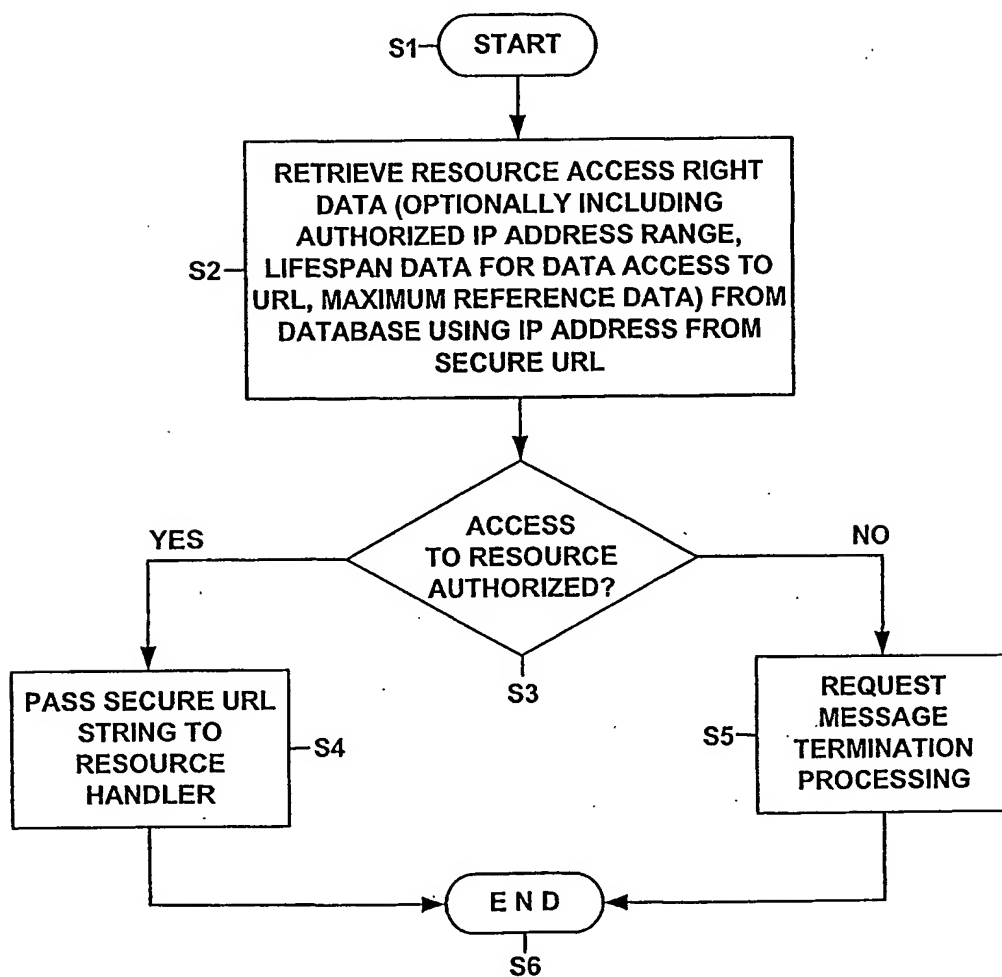 S1
START
S2
RETRIEVE RESOURCE ACCESS RIGHT
DATA (OPTIONALLY INCLUDING
AUTHORIZED IP ADDRESS RANGE,
LIFESPAN DATA FOR DATA ACCESS TO
URL, MAXIMUM REFERENCE DATA) FROM
DATABASE USING IP ADDRESS FROM
SECURE URL
YES
ACCESS
TO RESOURCE
AUTHORIZED?
NO
S3
PASS SECURE URL
STRING TO
RESOURCE
HANDLER
S4
S5
REQUEST
MESSAGE
TERMINATION
PROCESSING
END
S6